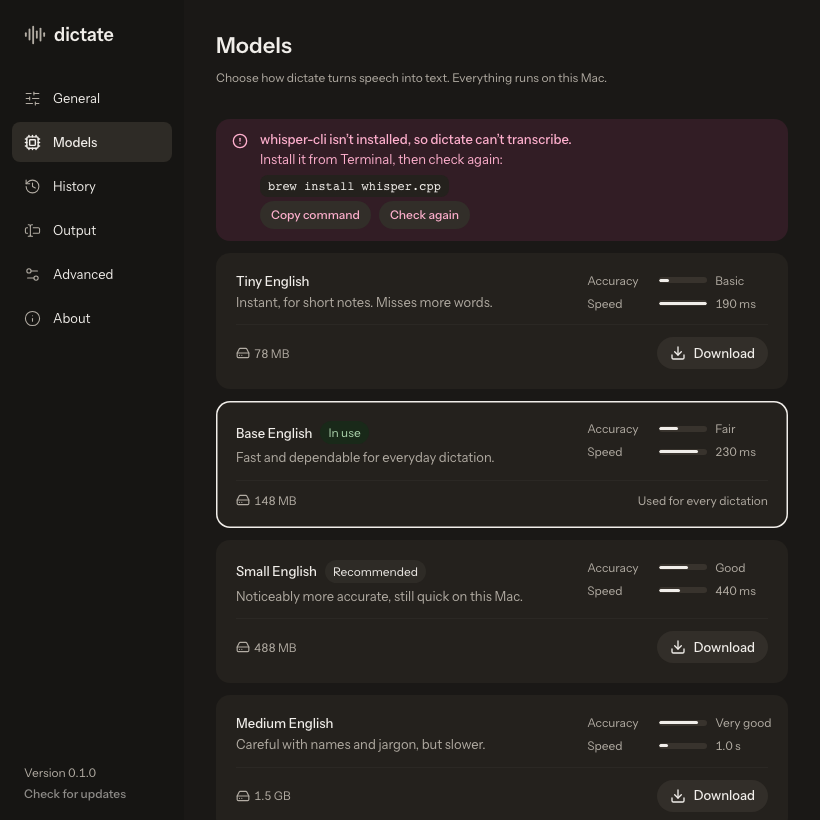 dictate
General
Models
History
Output
Advanced
About
Version 0.1.0
Check for updates
Models
Choose how dictate turns speech into text. Everything runs on this Mac.
whisper-cli isn’t installed, so dictate can’t transcribe.
Install it from Terminal, then check again:
brew install whisper.cpp
Copy command Check again
Tiny English
Instant, for short notes. Misses more words.
Accuracy Basic
Speed 190 ms
78 MB Download
Base English In use
Fast and dependable for everyday dictation.
Accuracy Fair
Speed 230 ms
148 MB Used for every dictation
Small English Recommended
Noticeably more accurate, still quick on this Mac.
Accuracy Good
Speed 440 ms
488 MB Download
Medium English
Careful with names and jargon, but slower.
Accuracy Very good
Speed 1.0 s
1.5 GB Download